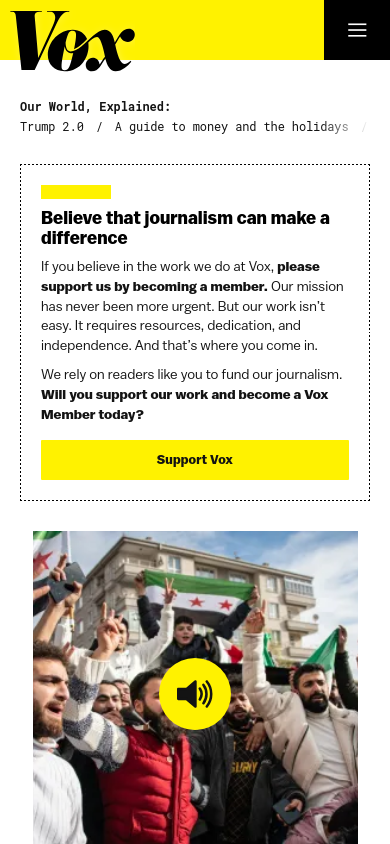 Vox
Our World, Explained:
Trump 2.0 / A guide to money and the holidays /
Believe that journalism can make a
difference
If you believe in the work we do at Vox, please
support us by becoming a member. Our mission
has never been more urgent. But our work isn’t
easy. It requires resources, dedication, and
independence. And that’s where you come in.
We rely on readers like you to fund our journalism.
Will you support our work and become a Vox
Member today?
Support Vox